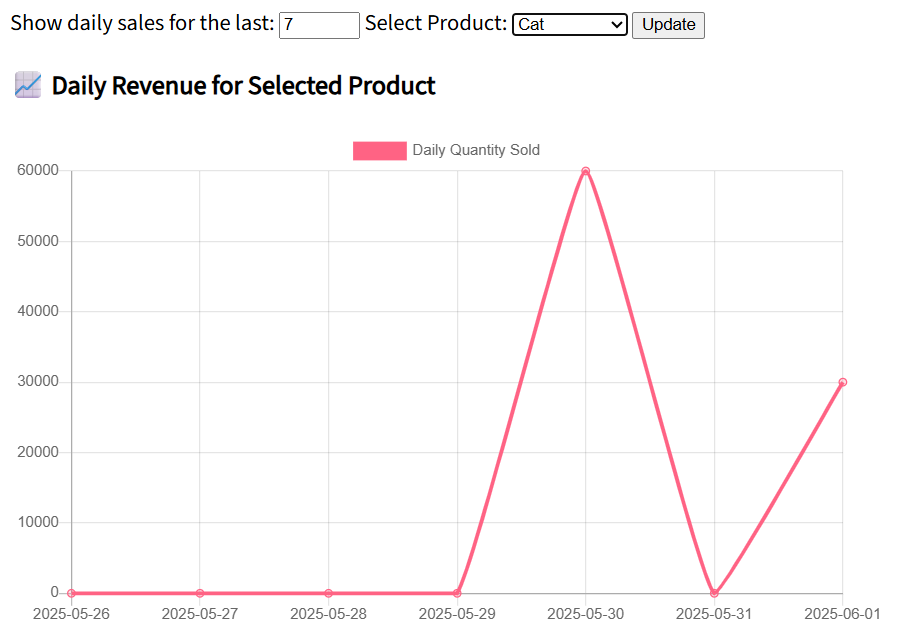 Show daily sales for the last: 7 Select Product: Cat Update
📈 Daily Revenue for Selected Product
Daily Quantity Sold
60000
50000
40000
30000
20000
10000
0
2025-05-26 2025-05-27 2025-05-28 2025-05-29 2025-05-30 2025-05-31 2025-06-01